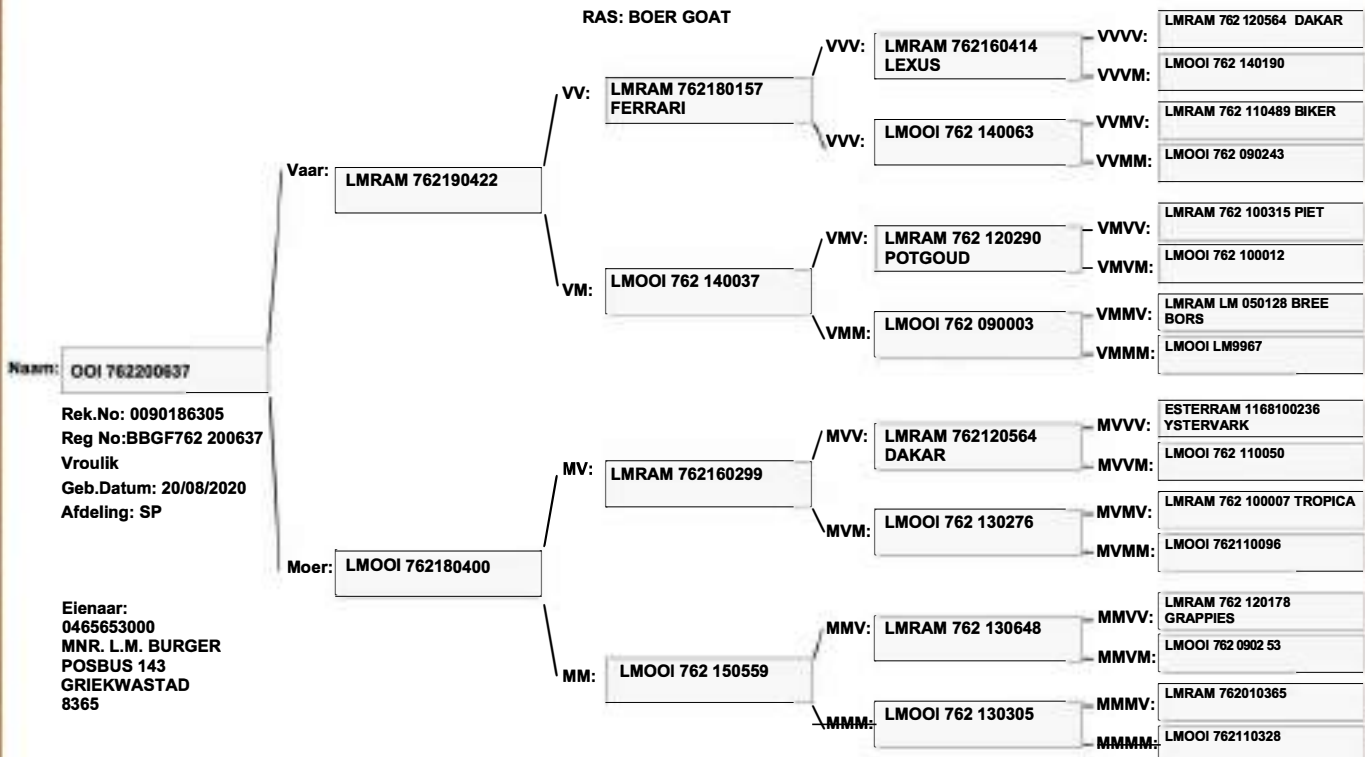 RAS: BOER GOAT
Naam: OOI 762200637
Rek.No: 0090186305
Reg No:BBGF762 200637
Vroulik
Geb.Datum: 20/08/2020
Afdeling: SP
Eienaar:
0465653000
MNR. L.M. BURGER
POSBUS 143
GRIEKWASTAD
8365
Vaar: LMRAM 762190422
Moer: LMOOI 762180400
VV: LMRAM 762180157
FERRARI
VM: LMOOI 762 140037
MV: LMRAM 762160299
MM: LMOOI 762 150559
VVV: LMRAM 762160414
LEXUS
VVV: LMOOI 762 140063
VMV: LMRAM 762 120290
POTGOUD
VMM: LMOOI 762 090003
MVV: LMRAM 762120564
DAKAR
MVM: LMOOI 762 130276
MMV: LMRAM 762 130648
MMM: LMOOI 762 130305
VVVV: LMRAM 762 120564 DAKAR
VVVM: LMOOI 762 140190
VVMV: LMRAM 762 110489 BIKER
VVMM: LMOOI 762 090243
VMVV: LMRAM 762 100315 PIET
VMVM: LMOOI 762 100012
VMMV: LMRAM LM 050128 BREE
BORS
VMMM: LMOOI LM9967
MVVV: ESTERRAM 1168100236
YSTERVARK
MVVM: LMOOI 762 110050
MVMV: LMRAM 762 100007 TROPICA
MVMM: LMOOI 762110096
MMVV: LMRAM 762 120178
GRAPPIES
MMVM: LMOOI 762 0902 53
MMMV: LMRAM 762010365
MMMM: LMOOI 762110328